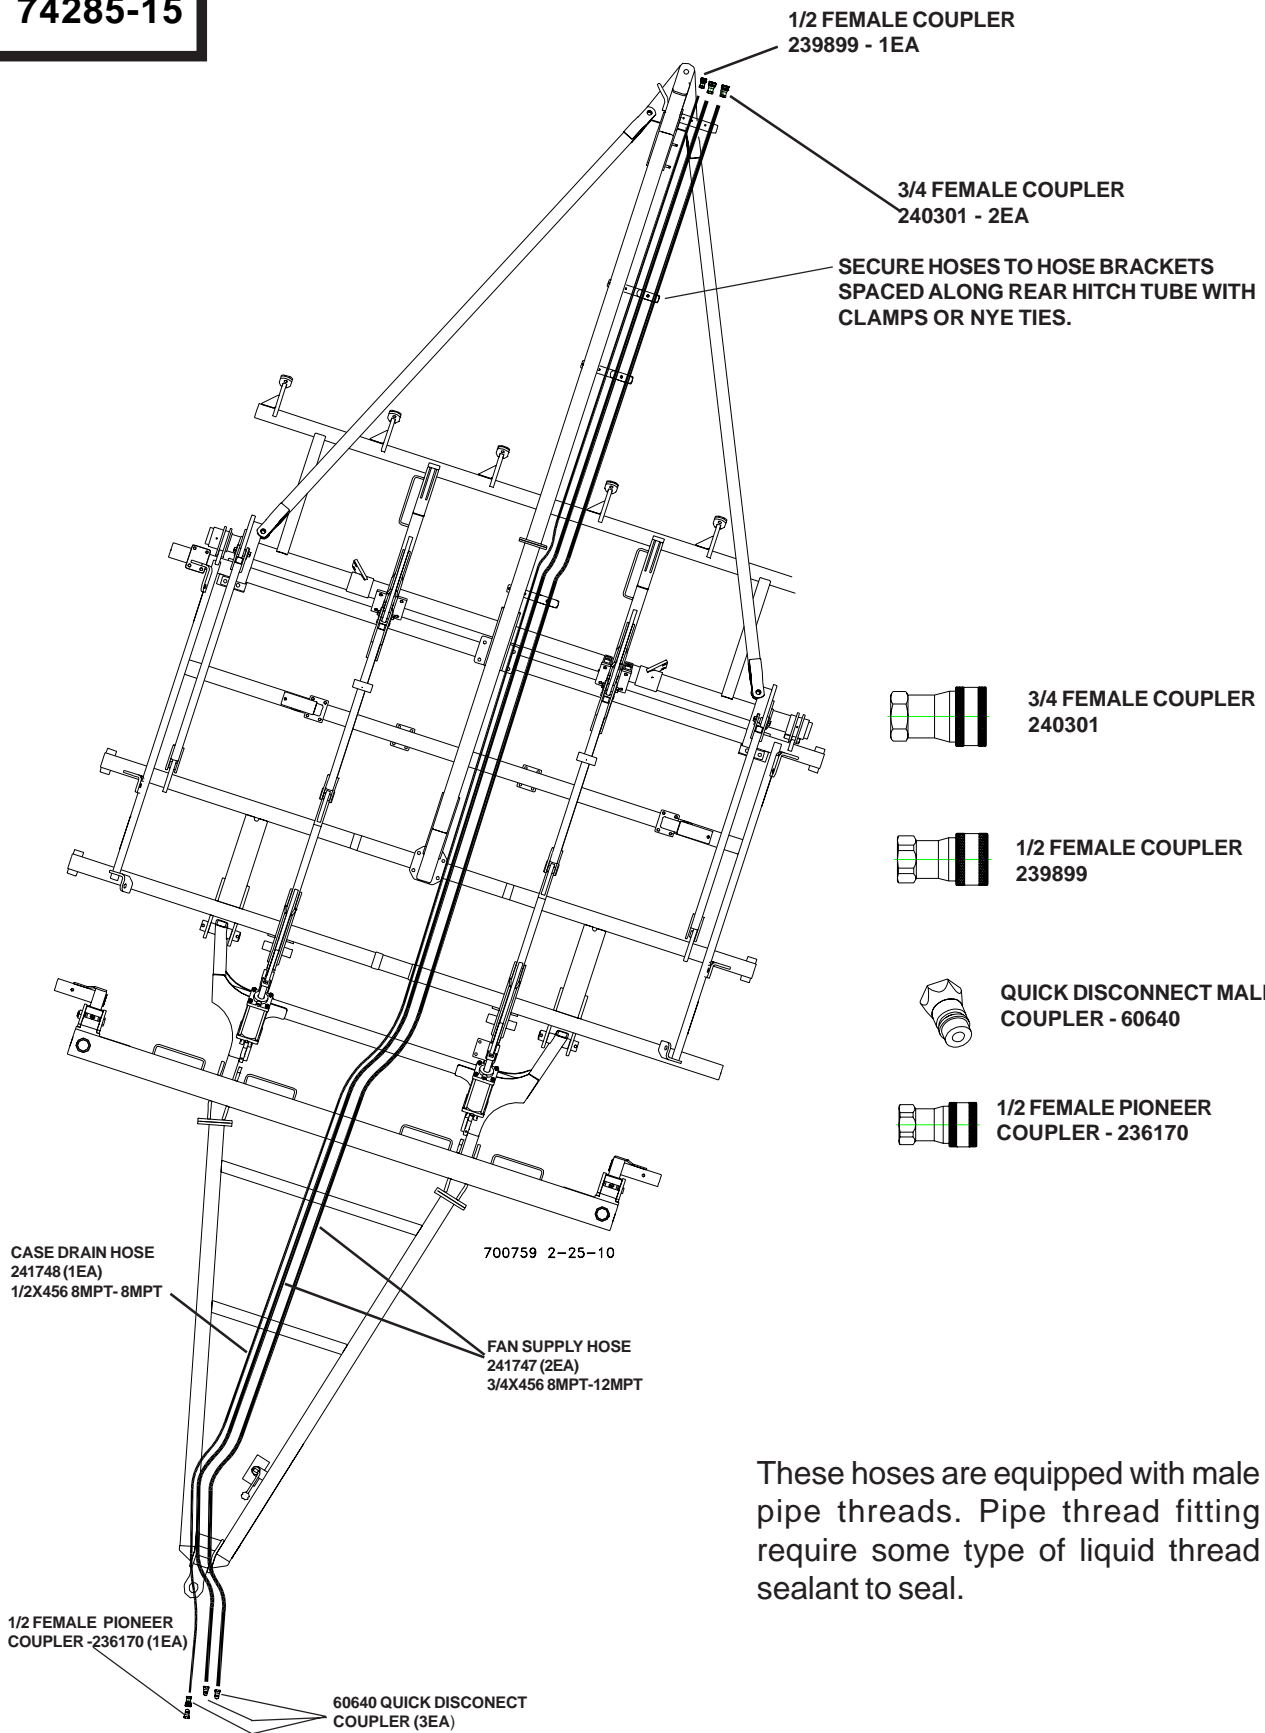 74285-15
1/2 FEMALE COUPLER
239899 - 1EA
3/4 FEMALE COUPLER
240301 - 2EA
SECURE HOSES TO HOSE BRACKETS
SPACED ALONG REAR HITCH TUBE WITH
CLAMPS OR NYE TIES.
3/4 FEMALE COUPLER
240301
1/2 FEMALE COUPLER
239899
QUICK DISCONNECT MALE
COUPLER - 60640
1/2 FEMALE PIONEER
COUPLER - 236170
700759 2-25-10
CASE DRAIN HOSE
241748 (1EA)
1/2X456 8MPT- 8MPT
FAN SUPPLY HOSE
241747 (2EA)
3/4X456 8MPT-12MPT
These hoses are equipped with male
pipe threads. Pipe thread fitting
require some type of liquid thread
sealant to seal.
1/2 FEMALE PIONEER
COUPLER -236170 (1EA)
60640 QUICK DISCONECT
COUPLER (3EA)